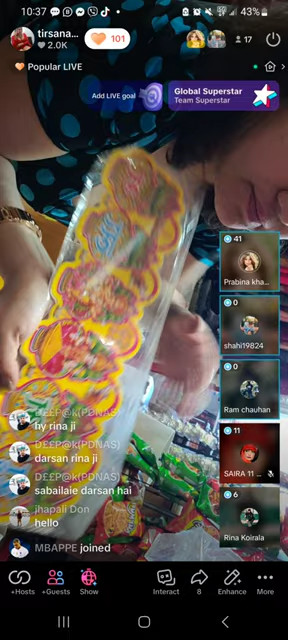 10:37
43%
tirsana...
2.0K
101
17
Popular LIVE
Add LIVE goal
Global Superstar
Team Superstar
41
Prabina kha...
0
shahi19824
0
Ram chauhan
11
SAIRA 11 ...
6
Rina Koirala
D££P@k(PDNAS)
hy rina ji
D££P@k(PDNAS)
darsan rina ji
D££P@k(PDNAS)
sabailaie darsan hai
jhapali Don
hello
MBAPPE joined
+Hosts
+Guests
Show
Interact
8
Enhance
More